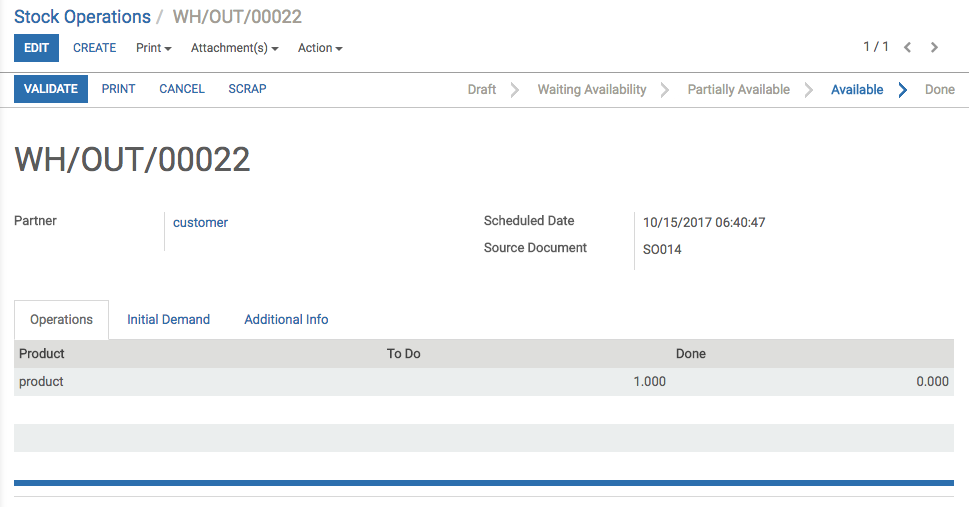 Stock Operations / WH/OUT/00022
EDIT CREATE Print Attachment(s) Action 1 / 1
VALIDATE PRINT CANCEL SCRAP Draft Waiting Availability Partially Available Available Done
WH/OUT/00022
Partner customer Scheduled Date 10/15/2017 06:40:47
Source Document SO014
Operations Initial Demand Additional Info
Product To Do Done
product 1.000 0.000